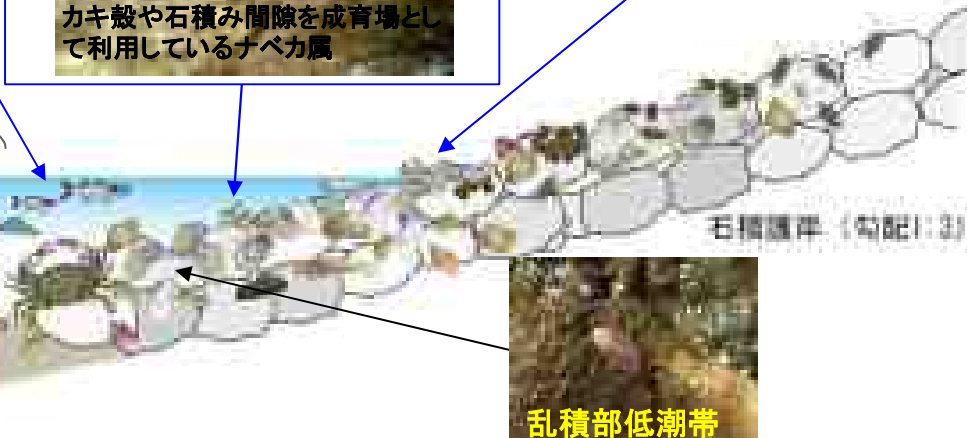 カキ殻や石積み間隙を成育場とし
て利用しているナベカ属
石積護岸（勾配1:3）
乱積部低潮帯